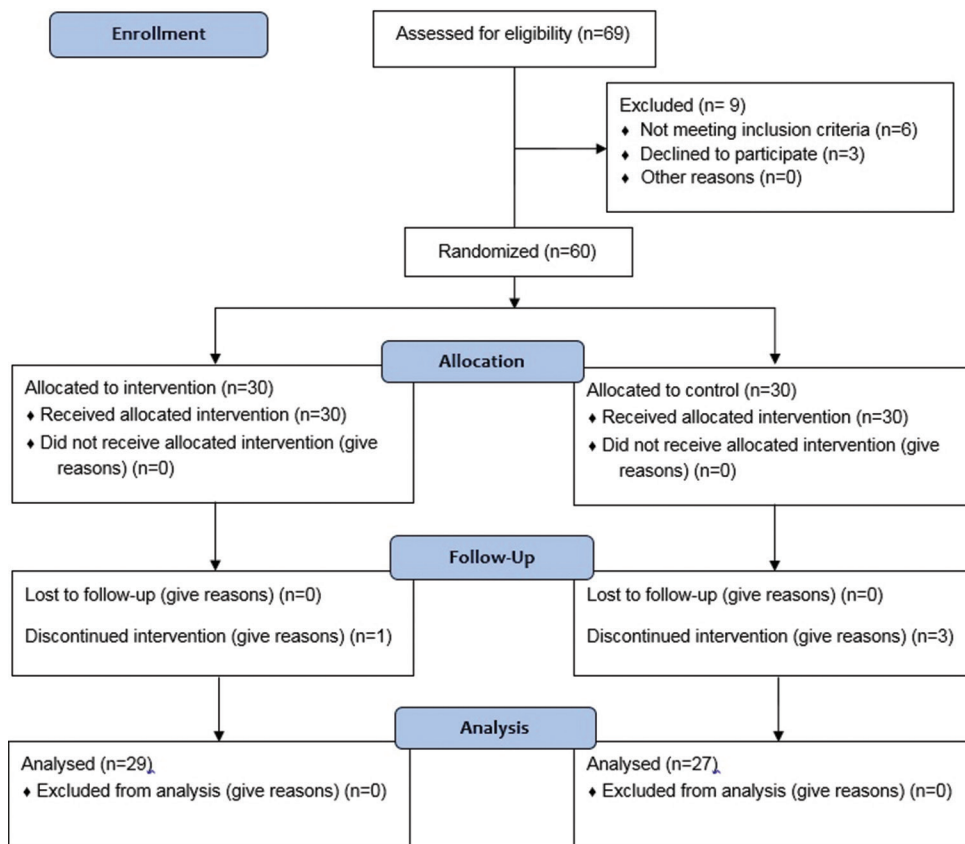 Enrollment
Assessed for eligibility (n=69)
Excluded (n= 9)
♦ Not meeting inclusion criteria (n=6)
♦ Declined to participate (n=3)
♦ Other reasons (n=0)
Randomized (n=60)
Allocation
Allocated to intervention (n=30)
♦ Received allocated intervention (n=30)
♦ Did not receive allocated intervention (give
reasons) (n=0)
Allocated to control (n=30)
♦ Received allocated intervention (n=30)
♦ Did not receive allocated intervention (give
reasons) (n=0)
Follow-Up
Lost to follow-up (give reasons) (n=0)
Discontinued intervention (give reasons) (n=1)
Lost to follow-up (give reasons) (n=0)
Discontinued intervention (give reasons) (n=3)
Analysis
Analysed (n=29)
♦ Excluded from analysis (give reasons) (n=0)
Analysed (n=27)
♦ Excluded from analysis (give reasons) (n=0)